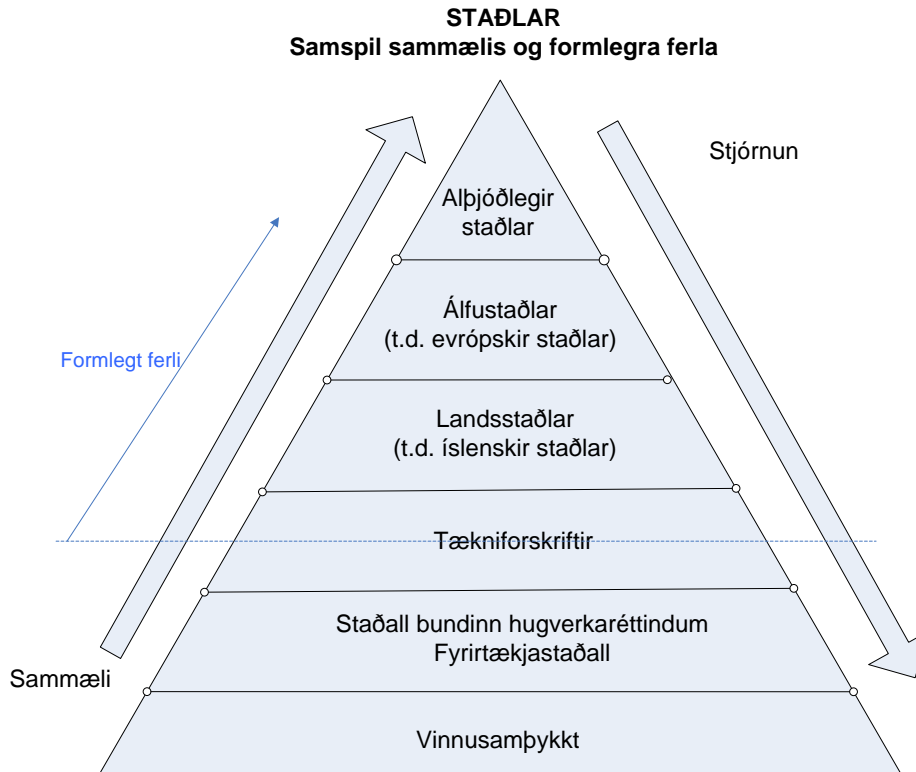 STAÐLAR
Samspil sammælis og formlegra ferla
Stjórnun
Alþjóðlegir
staðlar
Álfustaðlar
(t.d. evrópskir staðlar)
Formlegt ferli
Landsstaðlar
(t.d. íslenskir staðlar)
Tækniforskriftir
Staðall bundinn hugverkaréttindum
Fyrirtækjastaðall
Sammæli
Vinnusamþykkt